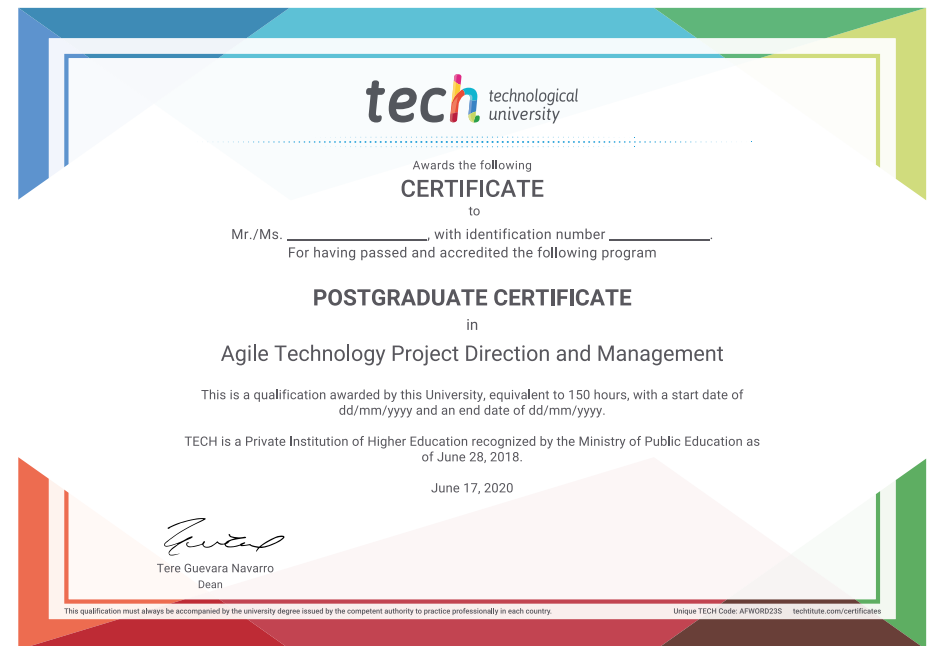 tech technological
university
Awards the following
CERTIFICATE
to
Mr./Ms. ____________________, with identification number ______________.
For having passed and accredited the following program
POSTGRADUATE CERTIFICATE
in
Agile Technology Project Direction and Management
This is a qualification awarded by this University, equivalent to 150 hours, with a start date of
dd/mm/yyyy and an end date of dd/mm/yyyy.
TECH is a Private Institution of Higher Education recognized by the Ministry of Public Education as
of June 28, 2018.
June 17, 2020
Tere Guevara Navarro
Dean
This qualification must always be accompanied by the university degree issued by the competent authority to practice professionally in each country.
Unique TECH Code: AFWORD23S techtitute.com/certificates